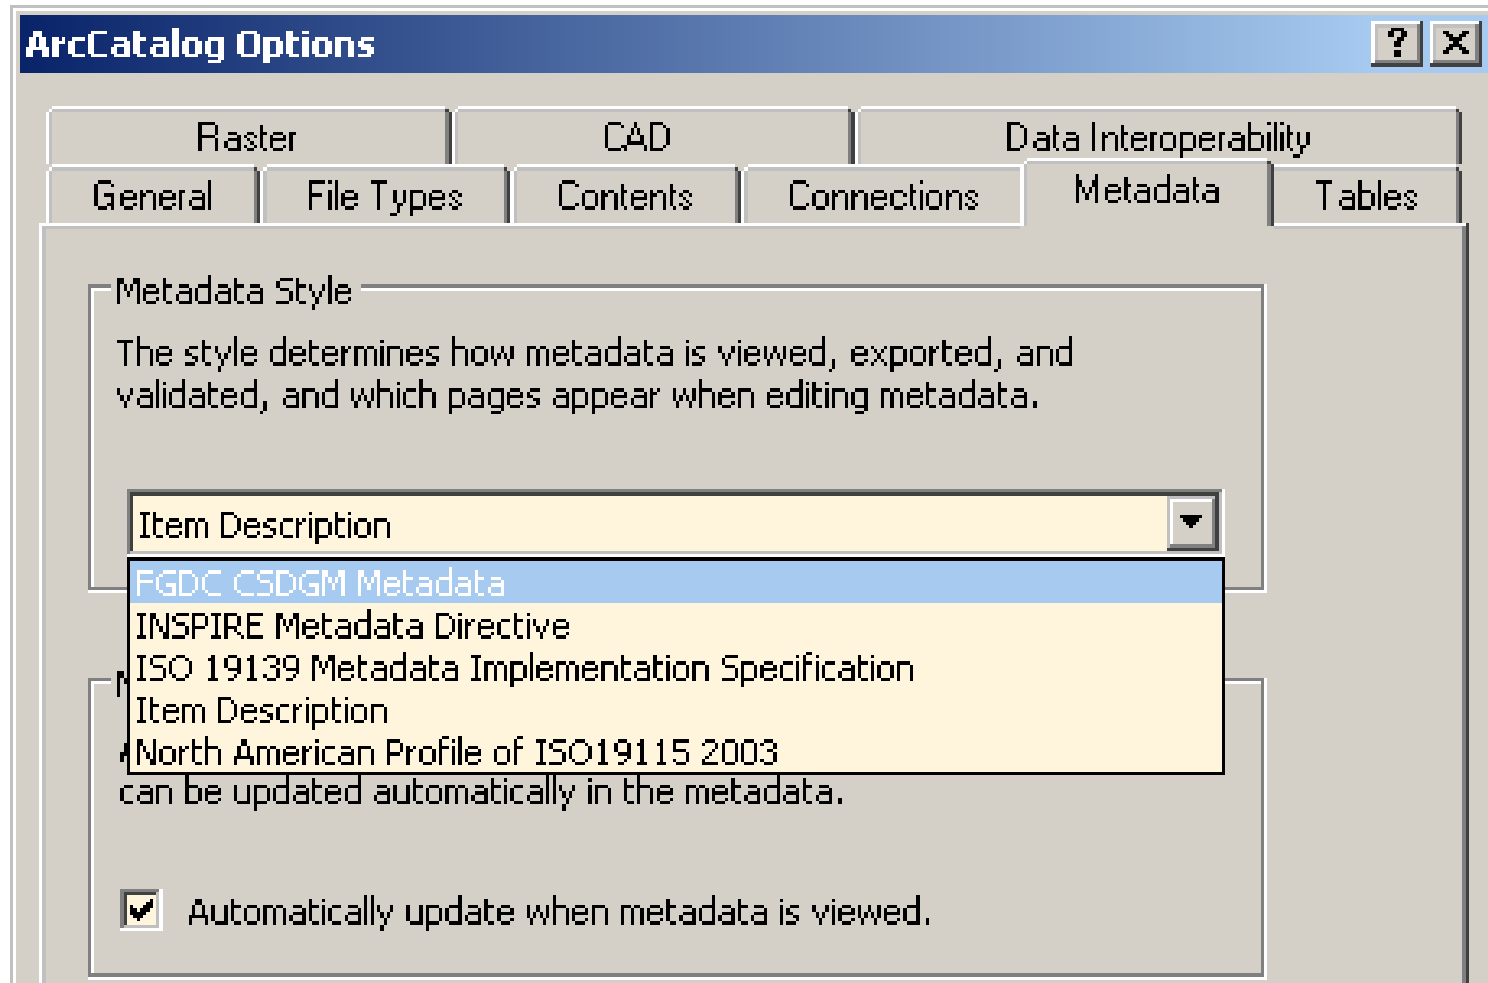 ArcCatalog Options
Raster CAD Data Interoperability
General File Types Contents Connections Metadata Tables
Metadata Style
The style determines how metadata is viewed, exported, and
validated, and which pages appear when editing metadata.
Item Description
FGDC CSDGM Metadata
INSPIRE Metadata Directive
ISO 19139 Metadata Implementation Specification
Item Description
North American Profile of ISO19115 2003
can be updated automatically in the metadata.
Automatically update when metadata is viewed.